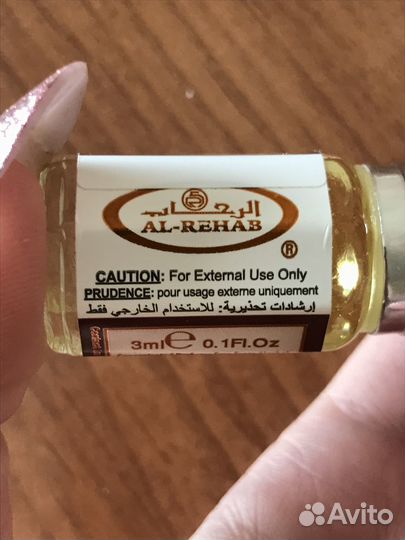 الرحاب
AL-REHAB
®
CAUTION: For External Use Only
PRUDENCE: pour usage externe uniquement
إرشادات تحذيرية: للاستخدام الخارجي فقط
3ml e 0.1Fl.Oz
Avito